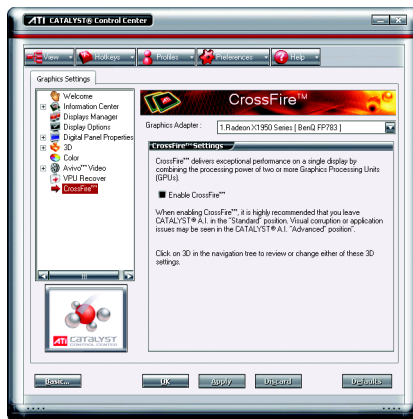 ATI CATALYST® Control Center
View
Hotkeys
Profiles
Preferences
Help
Graphics Settings
Welcome
Information Center
Displays Manager
Display Options
Digital Panel Properties
3D
Color
Avivo™ Video
VPU Recover
CrossFire™
CrossFire™
Graphics Adapter :
1.Radeon X1950 Series [ BenQ FP783 ]
CrossFire™ Settings
CrossFire™ delivers exceptional performance on a single display by
combining the processing power of two or more Graphics Processing Units
(GPUs).
Enable CrossFire™
When enabling CrossFire™, it is highly recommended that you leave
CATALYST® A.I. in the "Standard" position. Visual corruption or application
issues may be seen in the CATALYST® A.I. "Advanced" position".
Click on 3D in the navigation tree to review or change either of these 3D
settings.
ATI CATALYST
CONTROL CENTER
Basic...
OK
Apply
Discard
Defaults